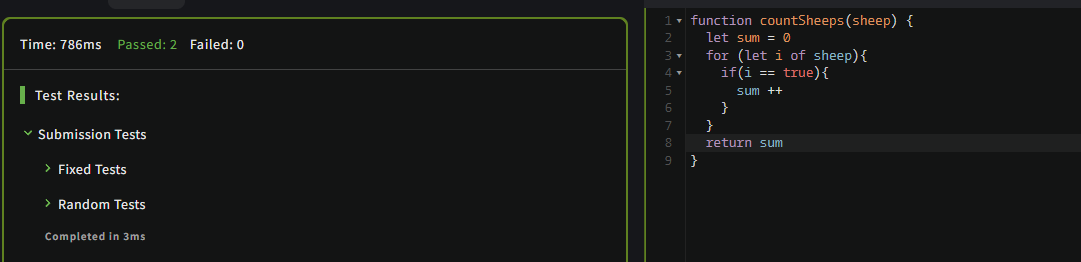 Time: 786ms Passed: 2 Failed: 0
Test Results:
Submission Tests
Fixed Tests
Random Tests
Completed in 3ms
1 function countSheeps(sheep) {
2   let sum = 0
3   for (let i of sheep){
4     if(i == true){
5       sum ++
6     }
7   }
8   return sum
9 }